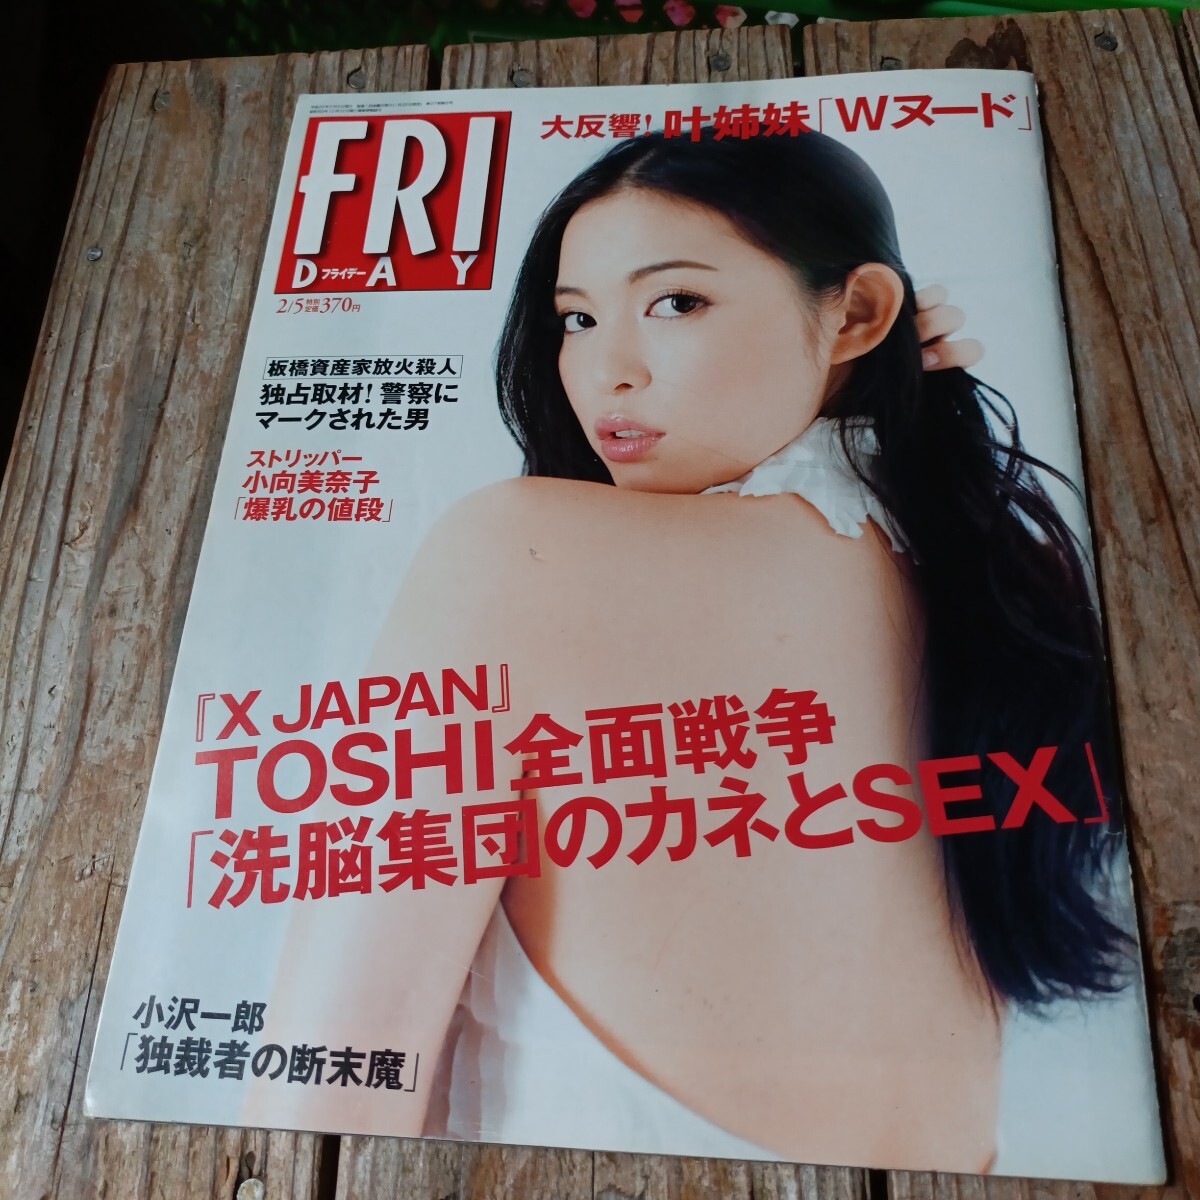 大反響！叶姉妹「Wヌード」
FRI
DAY
フライデー
2/5 特別定価370円
板橋資産家放火殺人
独占取材！警察に
マークされた男
ストリッパー
小向美奈子
「爆乳の値段」
『X JAPAN』
TOSHI全面戦争
「洗脳集団のカネとSEX」
小沢一郎
「独裁者の断末魔」